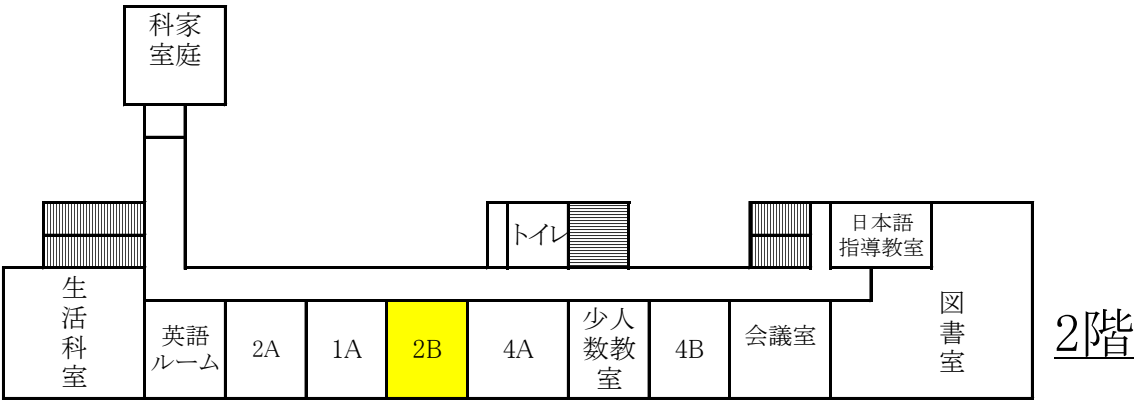 科家
室庭
トイレ
日本語
指導教室
生
活
科
室
英語
ルーム
2A
1A
2B
4A
少人
数教
室
4B
会議室
図
書
室
2階